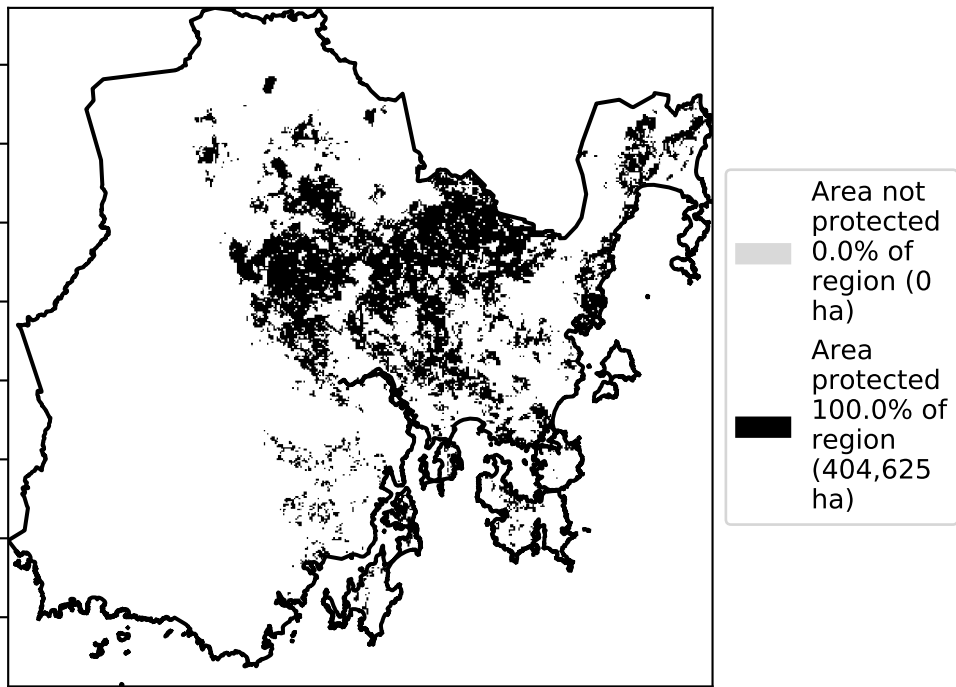 Area not
protected
0.0% of
region (0
ha)
Area
protected
100.0% of
region
(404,625
ha)